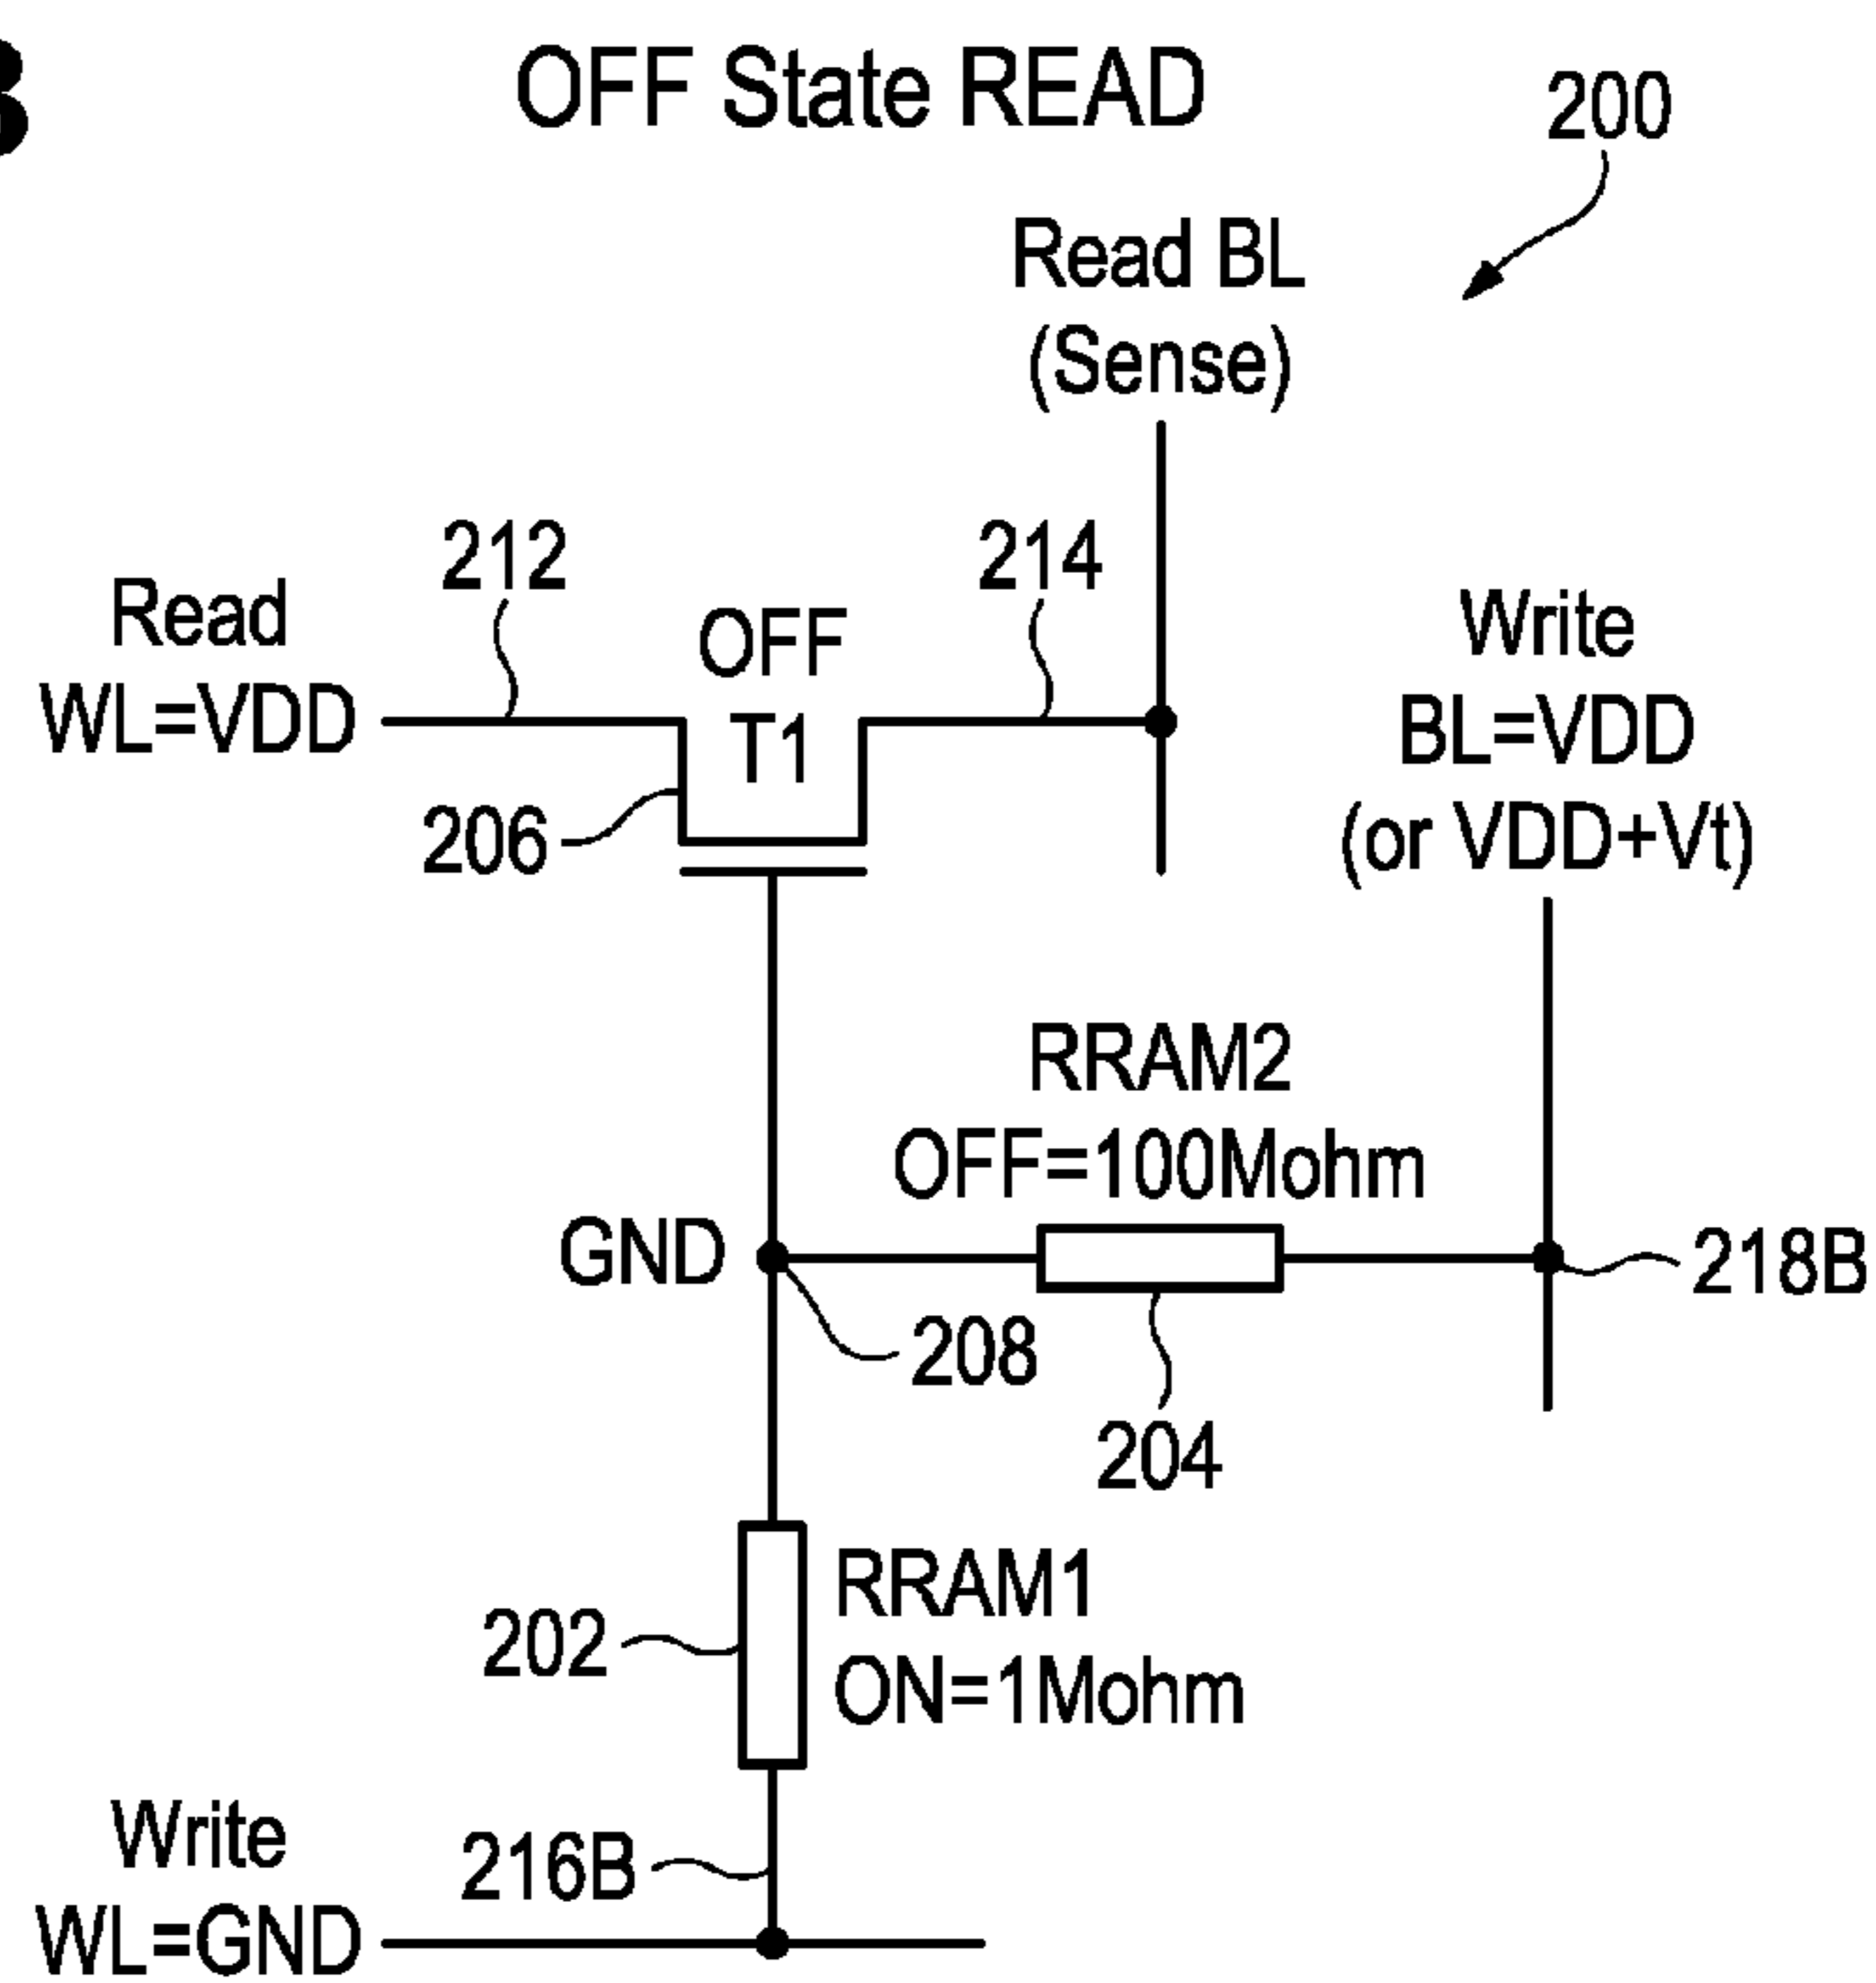 B
OFF State READ
200
Read BL
(Sense)
212
214
Read
WL=VDD
OFF
T1
Write
BL=VDD
(or VDD+Vt)
206
RRAM2
OFF=100Mohm
GND
218B
208
204
202
RRAM1
ON=1Mohm
Write
WL=GND
216B